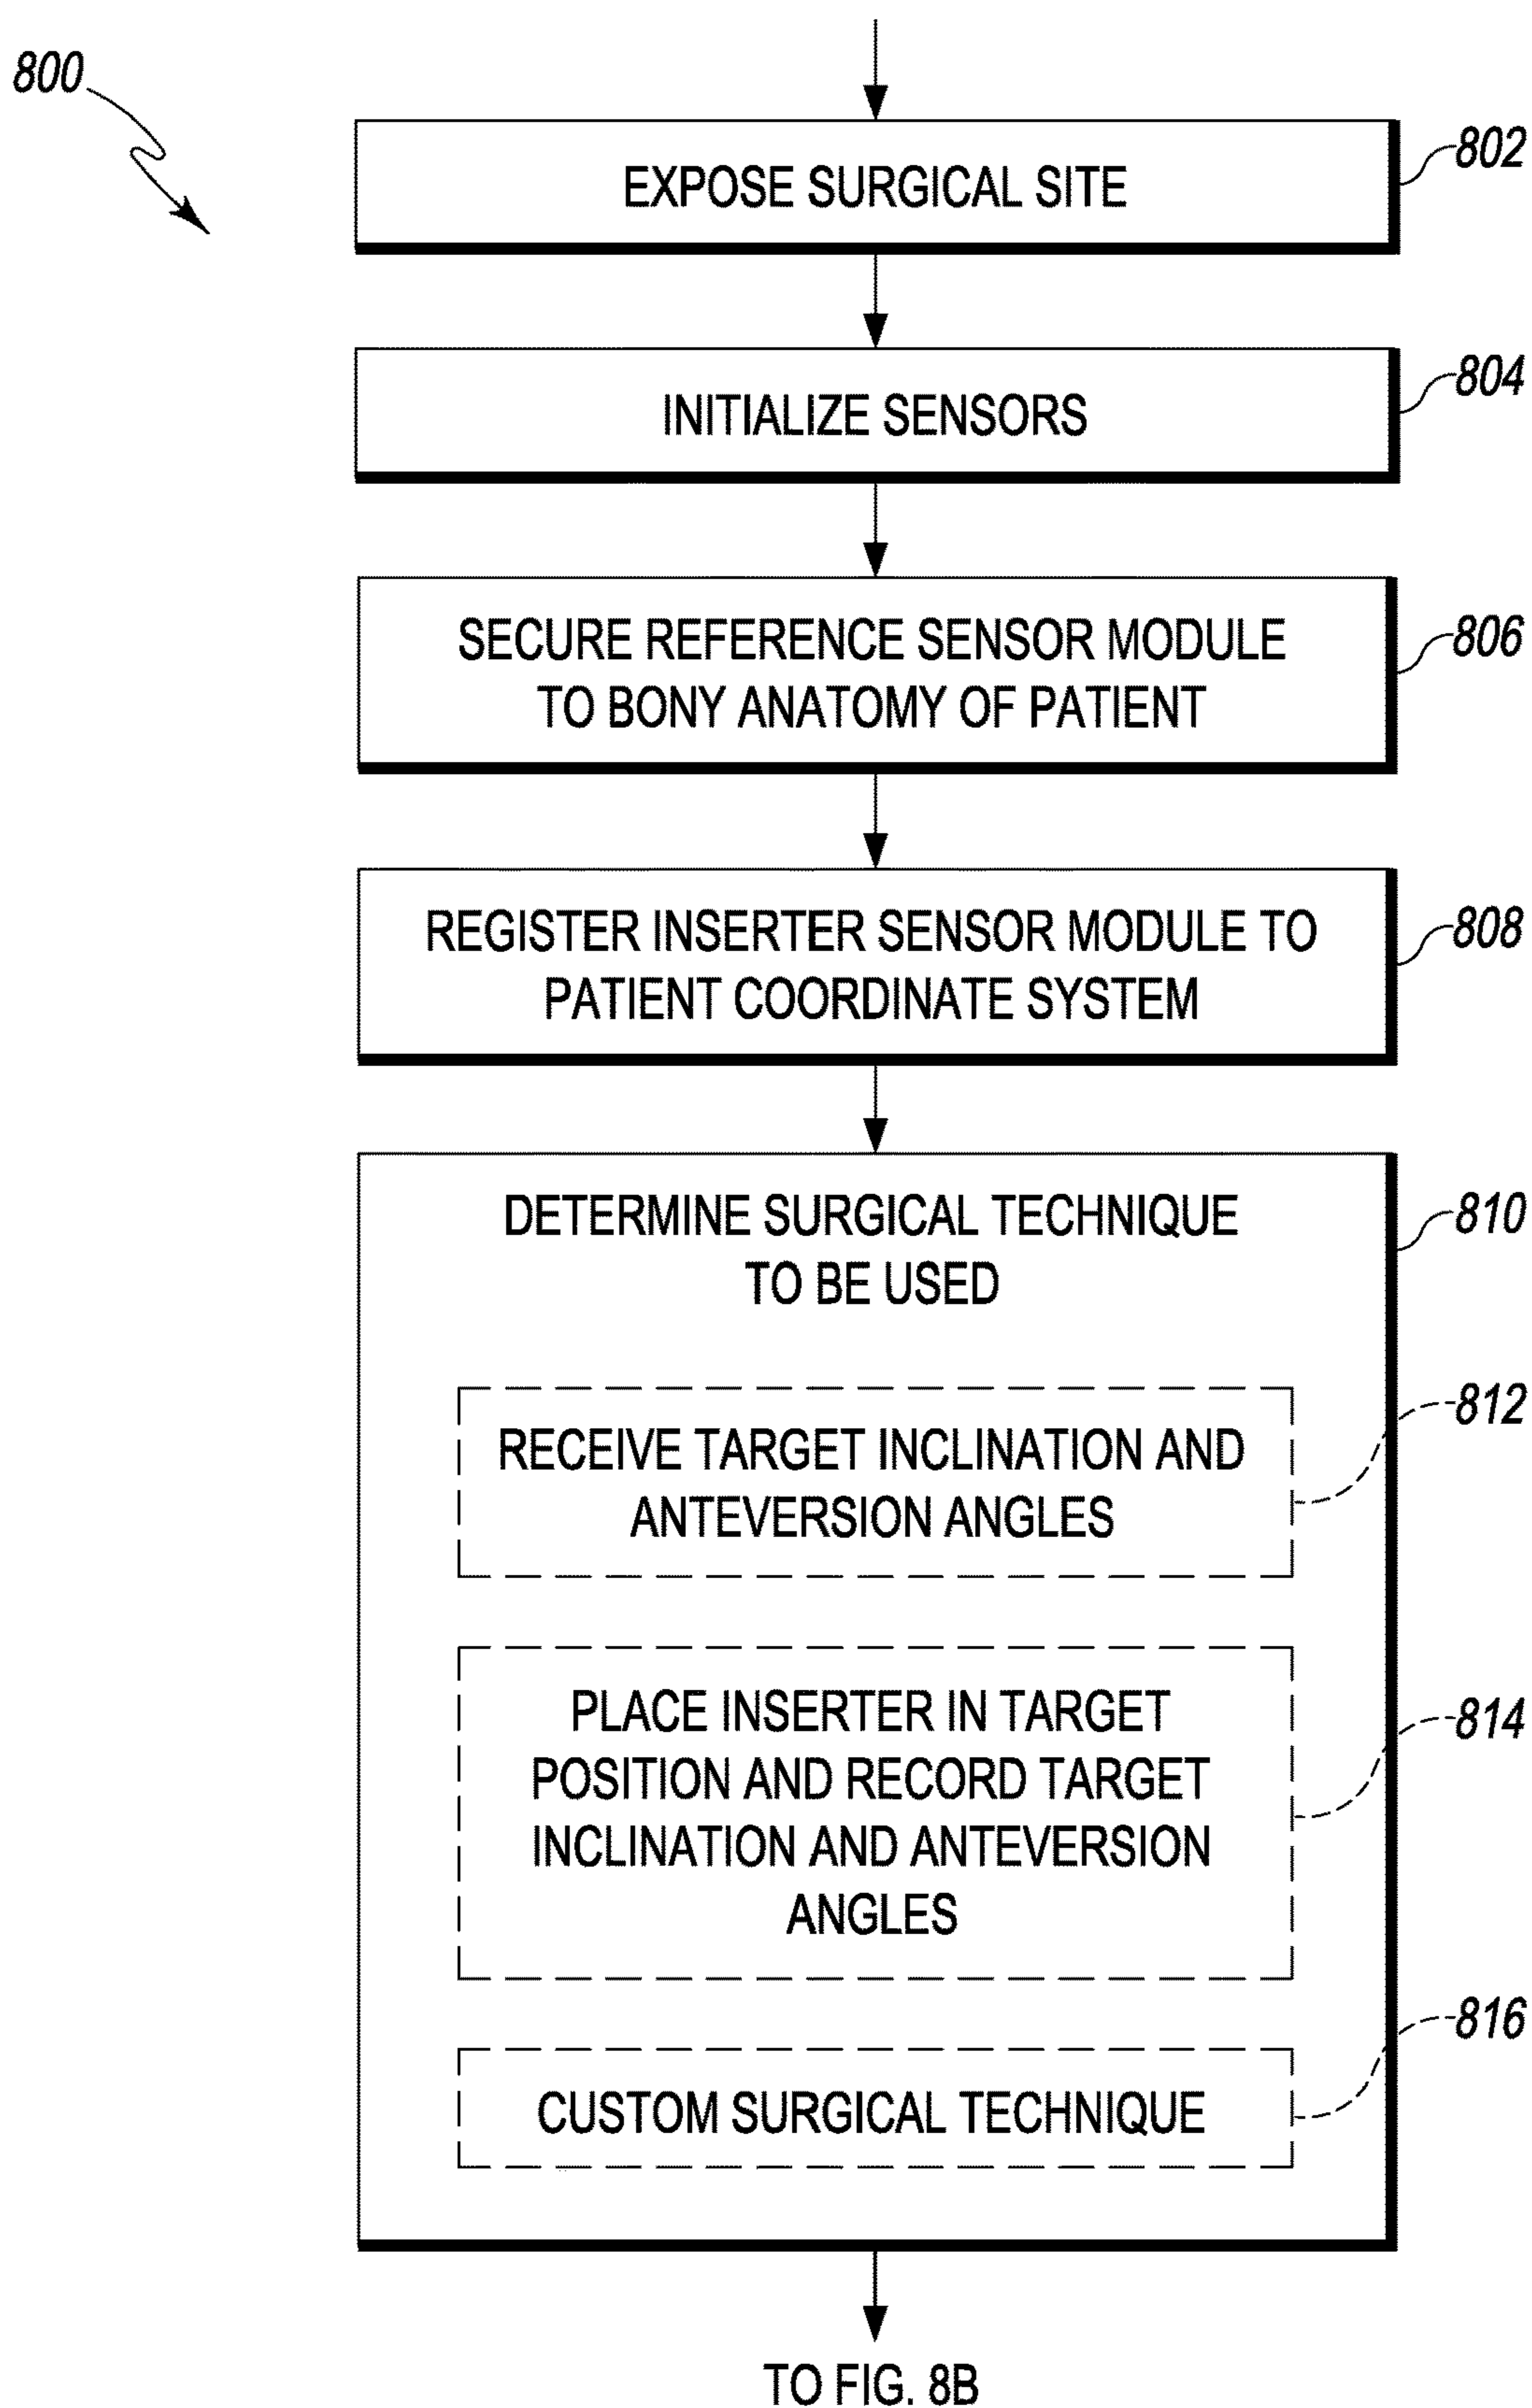 800
EXPOSE SURGICAL SITE
802
INITIALIZE SENSORS
804
SECURE REFERENCE SENSOR MODULE
TO BONY ANATOMY OF PATIENT
806
REGISTER INSERTER SENSOR MODULE TO
PATIENT COORDINATE SYSTEM
808
DETERMINE SURGICAL TECHNIQUE
TO BE USED
810
RECEIVE TARGET INCLINATION AND
ANTEVERSION ANGLES
812
PLACE INSERTER IN TARGET
POSITION AND RECORD TARGET
INCLINATION AND ANTEVERSION
ANGLES
814
CUSTOM SURGICAL TECHNIQUE
816
TO FIG. 8B